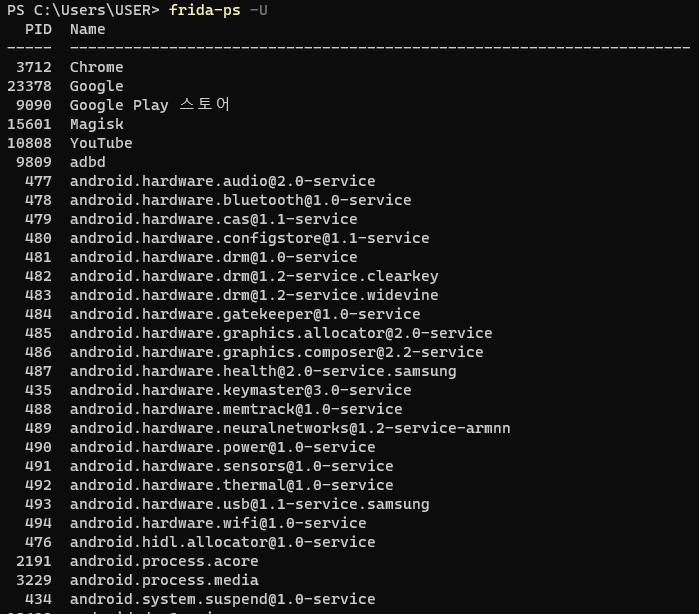 PS C:\Users\USER> frida-ps -U
PID Name
----- ---------------------------------------------------------------------
3712 Chrome
23378 Google
9090 Google Play 스토어
15601 Magisk
10808 YouTube
9809 adbd
477 android.hardware.audio@2.0-service
478 android.hardware.bluetooth@1.0-service
479 android.hardware.cas@1.1-service
480 android.hardware.configstore@1.1-service
481 android.hardware.drm@1.0-service
482 android.hardware.drm@1.2-service.clearkey
483 android.hardware.drm@1.2-service.widevine
484 android.hardware.gatekeeper@1.0-service
485 android.hardware.graphics.allocator@2.0-service
486 android.hardware.graphics.composer@2.2-service
487 android.hardware.health@2.0-service.samsung
435 android.hardware.keymaster@3.0-service
488 android.hardware.memtrack@1.0-service
489 android.hardware.neuralnetworks@1.2-service-armnn
490 android.hardware.power@1.0-service
491 android.hardware.sensors@1.0-service
492 android.hardware.thermal@1.0-service
493 android.hardware.usb@1.1-service.samsung
494 android.hardware.wifi@1.0-service
476 android.hidl.allocator@1.0-service
2191 android.process.acore
3229 android.process.media
434 android.system.suspend@1.0-service